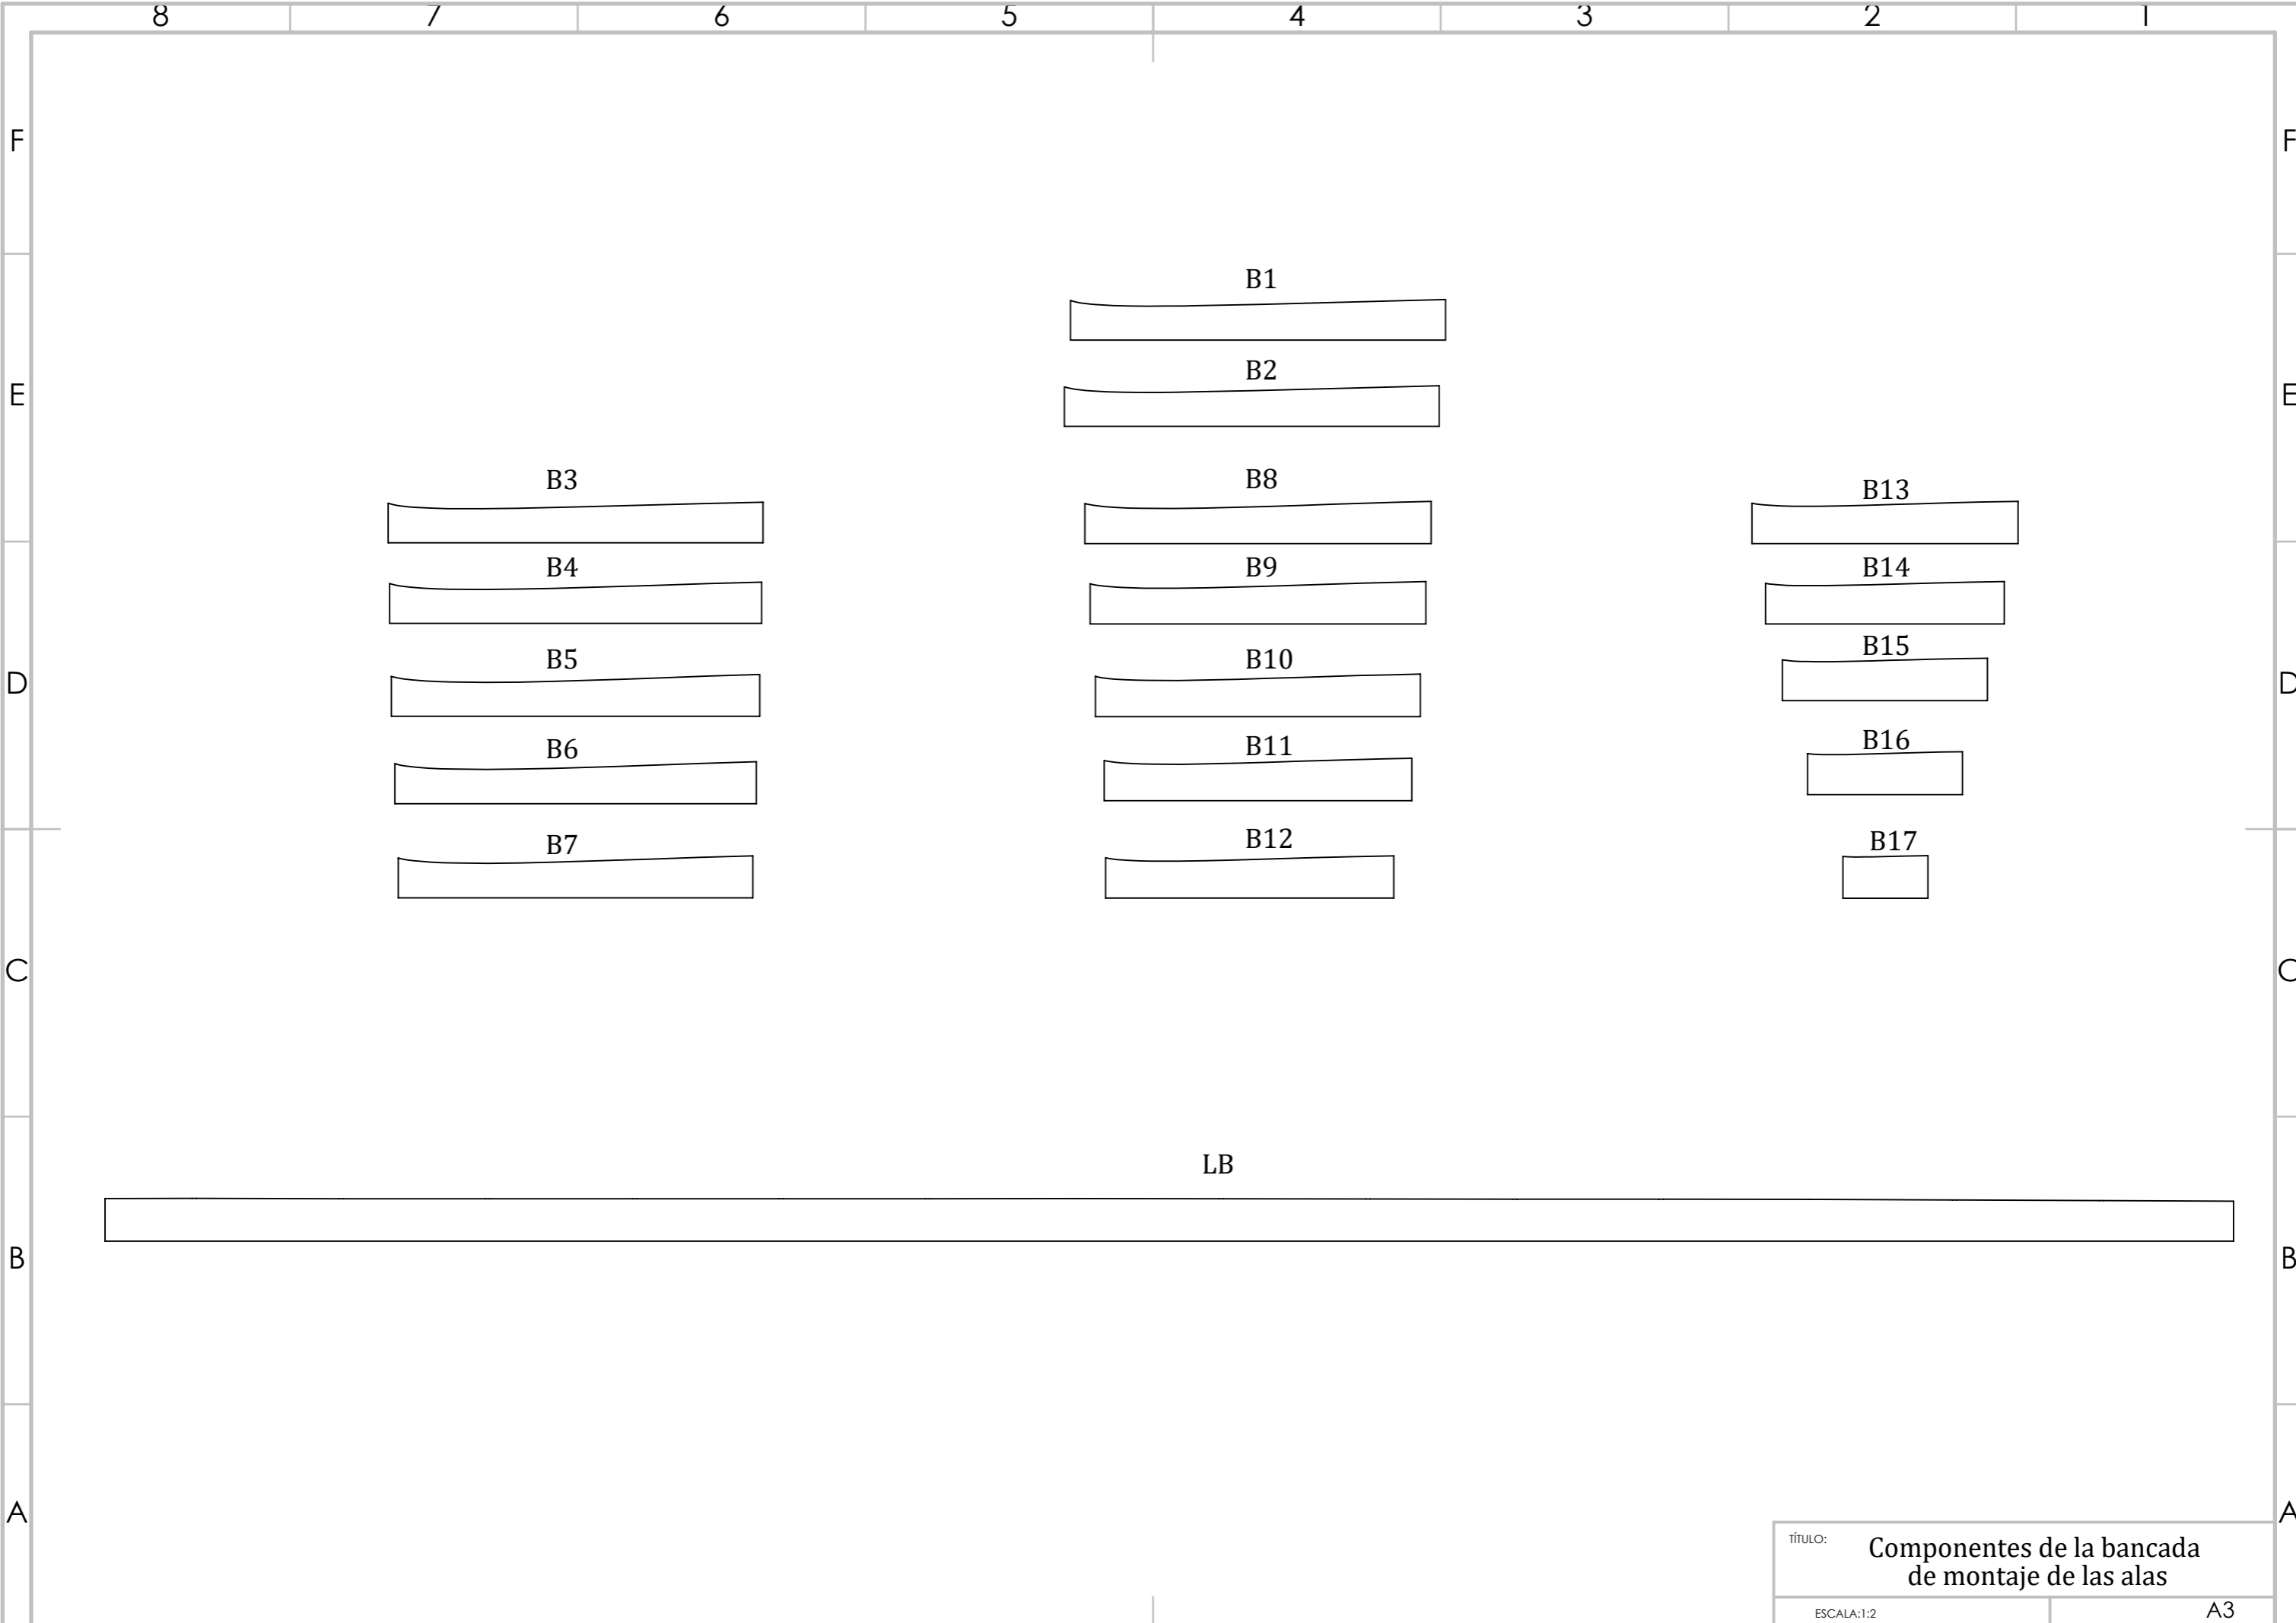 8 7 6 5 4 3 2 1
F F
B1
B2
E E
B3 B8 B13
B4 B9 B14
B5 B10 B15
D D
B6 B11 B16
B7 B12 B17
C C
LB
B B
A A
TÍTULO: Componentes de la bancada
de montaje de las alas
ESCALA:1:2 A3